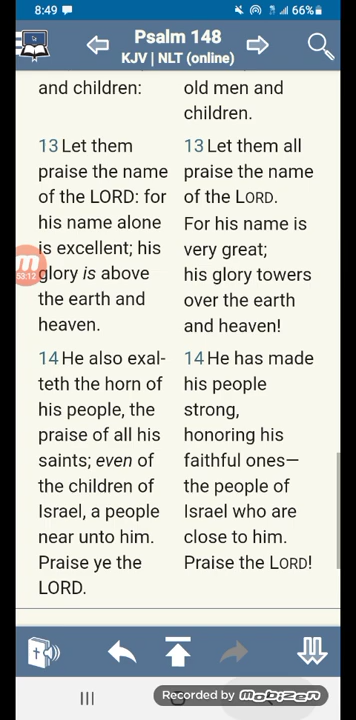 8:49 66%
Psalm 148
KJV | NLT (online)
and children:
13 Let them
praise the name
of the LORD: for
his name alone
is excellent; his
glory is above
the earth and
heaven.
14 He also exal-
teth the horn of
his people, the
praise of all his
saints; even of
the children of
Israel, a people
near unto him.
Praise ye the
LORD.
old men and
children.
13 Let them all
praise the name
of the LORD.
For his name is
very great;
his glory towers
over the earth
and heaven!
14 He has made
his people
strong,
honoring his
faithful ones—
the people of
Israel who are
close to him.
Praise the LORD!
53:12
Recorded by mobizen